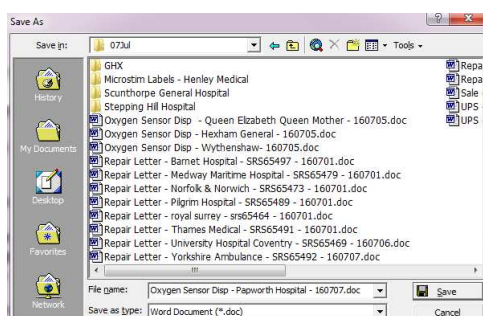 Save As
Save in: 07Jul Tools
GHX
Microstim Labels - Henley Medical
Scunthorpe General Hospital
Stepping Hill Hospital
Oxygen Sensor Disp - Queen Elzabeth Queen Mother - 160705.doc
Oxygen Sensor Disp - Hexham General - 160705.doc
Oxygen Sensor Disp - Wythenshaw- 160705.doc
Repair Letter - Barnet Hospital - SRS65497 - 160701.doc
Repair Letter - Medway Maritime Hospital - SRS65479 - 160701.doc
Repair Letter - Norfolk & Norwich - SRS65473 - 160701.doc
Repair Letter - Pilgrim Hospital - SRS65489 - 160701.doc
Repair Letter - royal surrey - srs65464 - 160701.doc
Repair Letter - Thames Medical - SRS65491 - 160701.doc
Repair Letter - University Hospital Coventry - SRS65469 - 160706.doc
Repair Letter - Yorkshire Ambulance - SRS65492 - 160707.doc
Repa
Repa
Sale
UPS
UPS
History
My Documents
Desktop
Favorites
Network
File name: Oxygen Sensor Disp - Papworth Hospital - 160707.doc Save
Save as type: Word Document (*.doc) Cancel